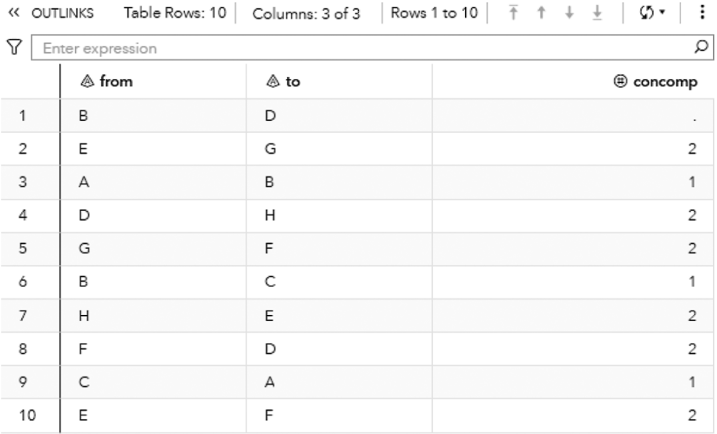 OUTLINKS Table Rows: 10 Columns: 3 of 3 Rows 1 to 10
Enter expression
from to concomp
1 B D .
2 E G 2
3 A B 1
4 D H 2
5 G F 2
6 B C 1
7 H E 2
8 F D 2
9 C A 1
10 E F 2